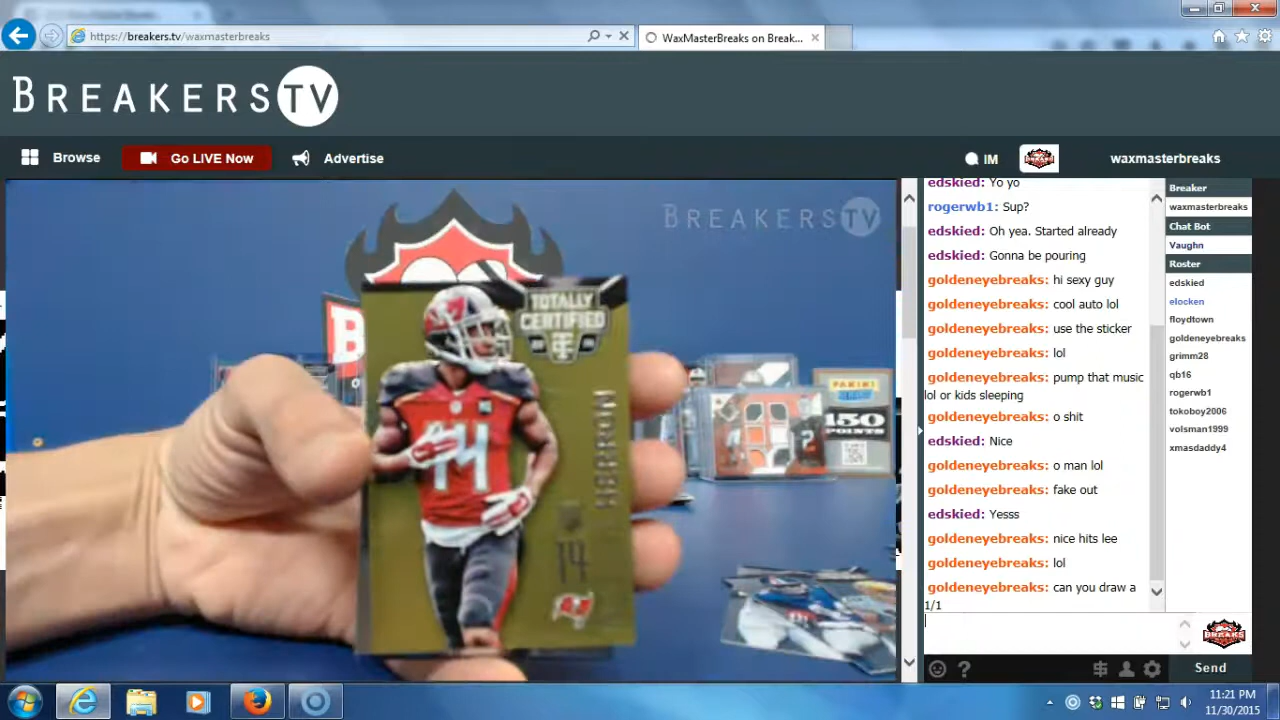 https://breakers.tv/waxmasterbreaks
WaxMasterBreaks on Break...
BREAKERS TV
Browse
Go LIVE Now
Advertise
IM
waxmasterbreaks
BREAKERS TV
TOTALLY
CERTIFIED
14
14
PANINI
150
POINTS
edskied: Yo yo
rogerwb1: Sup?
edskied: Oh yea. Started already
edskied: Gonna be pouring
goldeneyebreaks: hi sexy guy
goldeneyebreaks: cool auto lol
goldeneyebreaks: use the sticker
goldeneyebreaks: lol
goldeneyebreaks: pump that music
lol or kids sleeping
goldeneyebreaks: o shit
edskied: Nice
goldeneyebreaks: o man lol
goldeneyebreaks: fake out
edskied: Yesss
goldeneyebreaks: nice hits lee
goldeneyebreaks: lol
goldeneyebreaks: can you draw a
1/1
Breaker
waxmasterbreaks
Chat Bot
Vaughn
Roster
edskied
elocken
floydtown
goldeneyebreaks
grimm28
qb16
rogerwb1
tokoboy2006
volsman1999
xmasdaddy4
BREAKS
Send
11:21 PM
11/30/2015